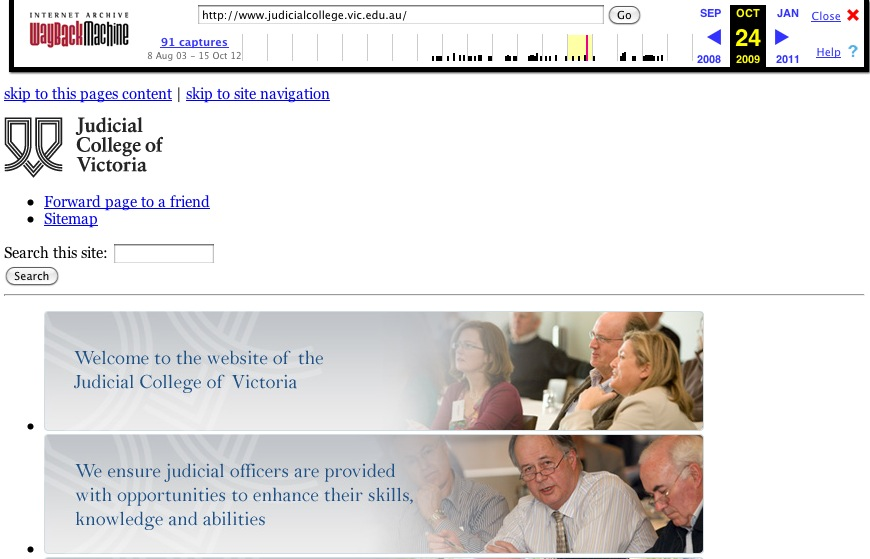 INTERNET ARCHIVE
WayBackMachine
http://www.judicialcollege.vic.edu.au/
Go
91 captures
8 Aug 03 – 15 Oct 12
SEP OCT JAN
24
2008 2009 2011
Close
Help ?
skip to this pages content | skip to site navigation
Judicial
College of
Victoria
Forward page to a friend
Sitemap
Search this site:
Search
Welcome to the website of the
Judicial College of Victoria
We ensure judicial officers are provided
with opportunities to enhance their skills,
knowledge and abilities